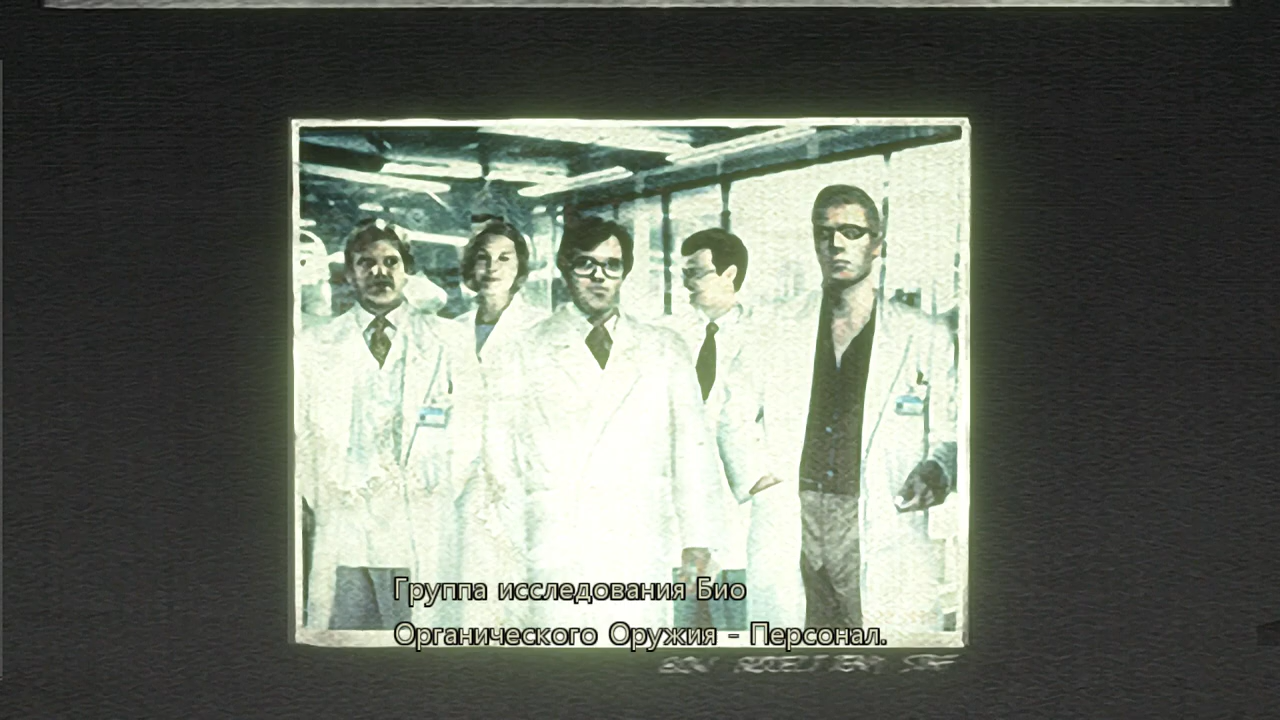 Группа исследования Био
Органического Оружия - Персонал.